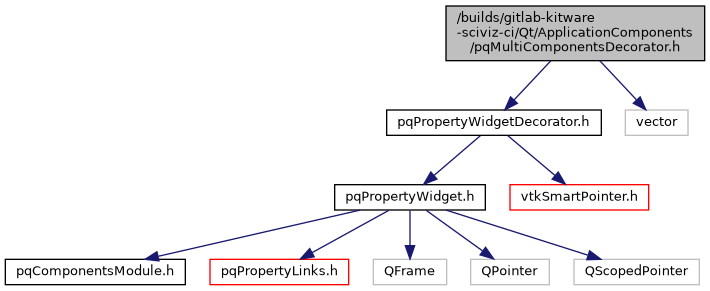 /builds/gitlab-kitware
-sciviz-ci/Qt/ApplicationComponents
/pqMultiComponentsDecorator.h
pqPropertyWidgetDecorator.h
vector
pqPropertyWidget.h
vtkSmartPointer.h
pqComponentsModule.h
pqPropertyLinks.h
QFrame
QPointer
QScopedPointer